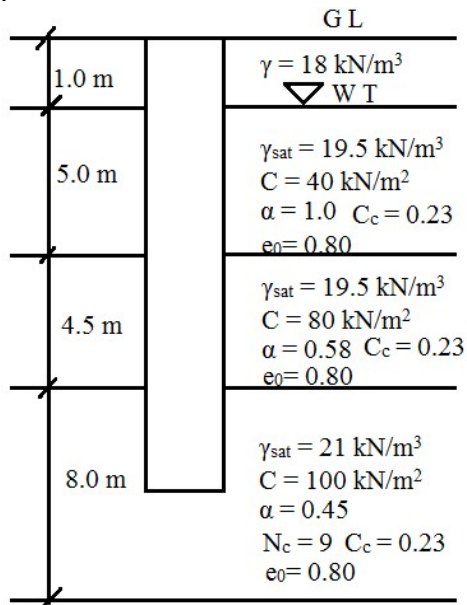 G L
1.0 m
γ = 18 kN/m³
W T
5.0 m
γsat = 19.5 kN/m³
C = 40 kN/m²
α = 1.0 Cc = 0.23
e0= 0.80
4.5 m
γsat = 19.5 kN/m³
C = 80 kN/m²
α = 0.58 Cc = 0.23
e0= 0.80
8.0 m
γsat = 21 kN/m³
C = 100 kN/m²
α = 0.45
Nc = 9 Cc = 0.23
e0= 0.80